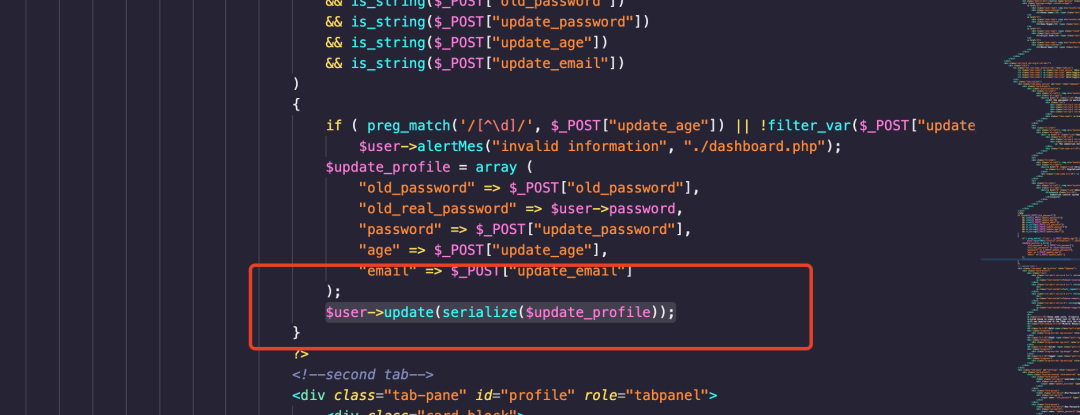 && is_string($_POST["old_password"])
&& is_string($_POST["update_password"])
&& is_string($_POST["update_age"])
&& is_string($_POST["update_email"])
)
{
if ( preg_match('/[^\d]/', $_POST["update_age"]) || !filter_var($_POST["update
$user->alertMes("invalid information", "./dashboard.php");
$update_profile = array (
"old_password" => $_POST["old_password"],
"old_real_password" => $user->password,
"password" => $_POST["update_password"],
"age" => $_POST["update_age"],
"email" => $_POST["update_email"]
);
$user->update(serialize($update_profile));
}
?>
<!--second tab-->
<div class="tab-pane" id="profile" role="tabpanel">
<div class="card-block">